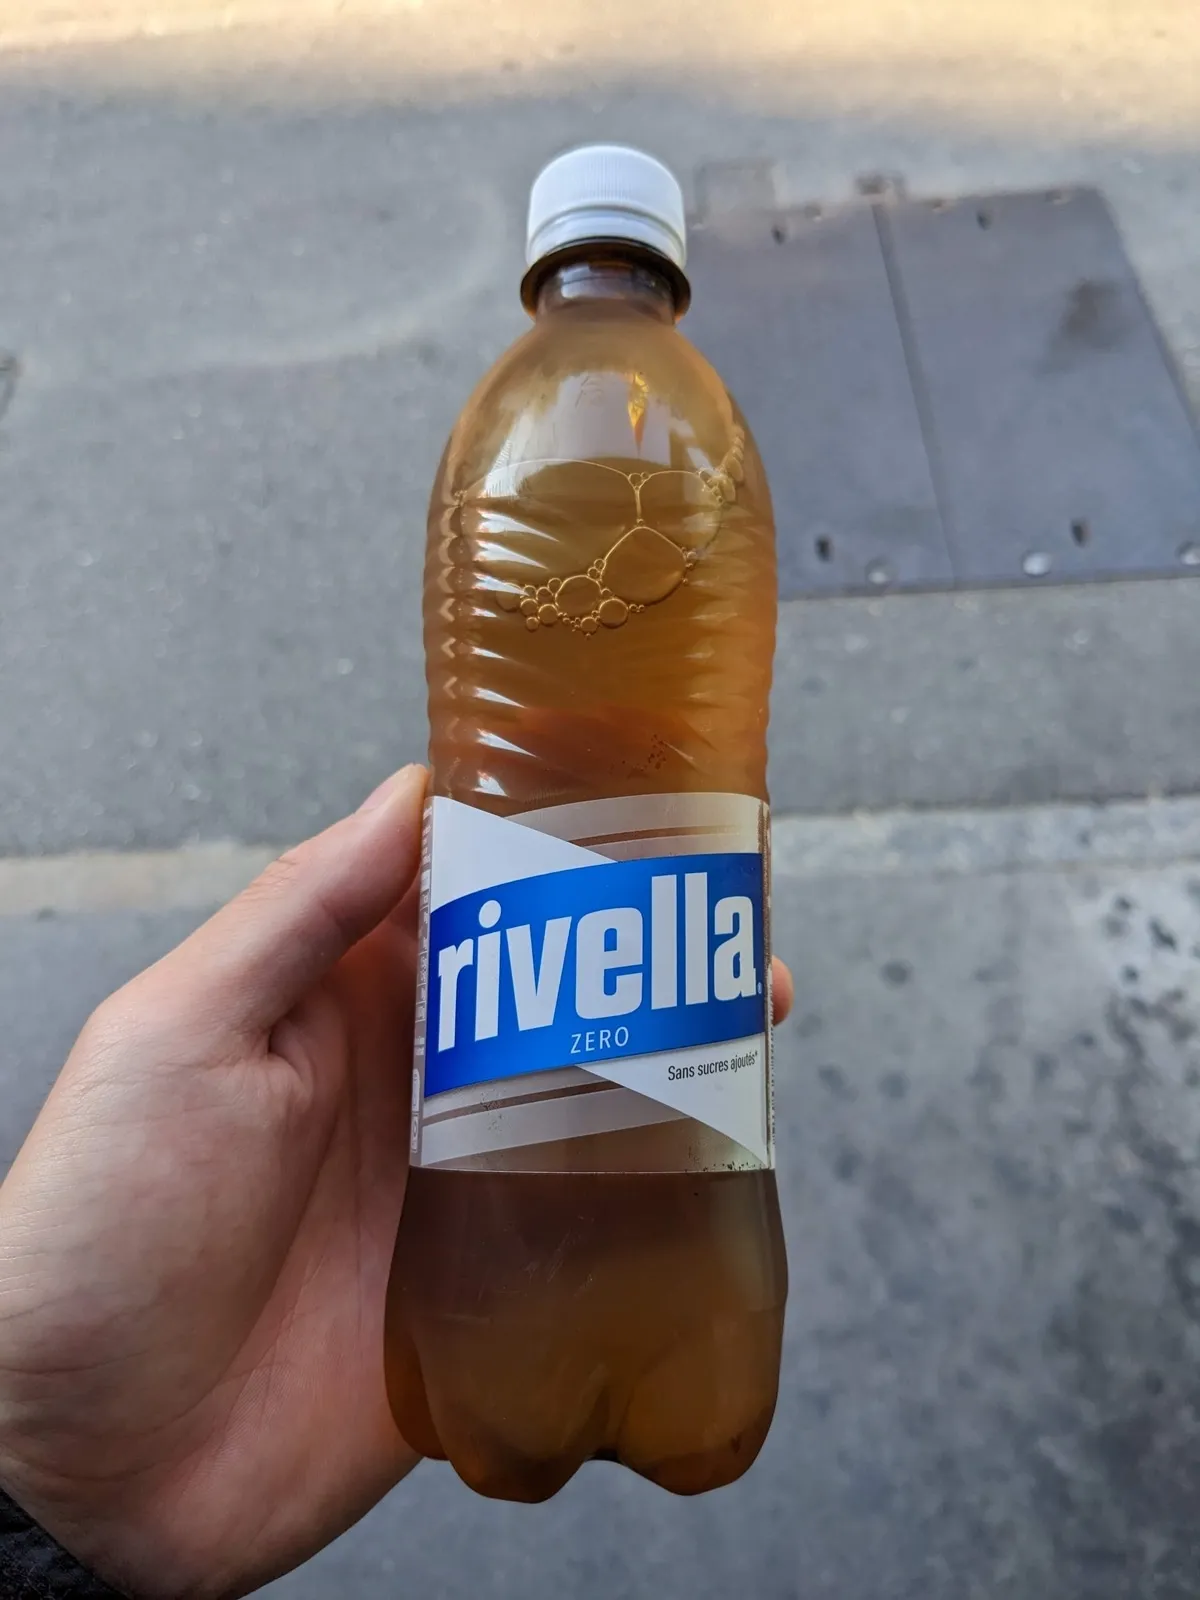 rivella
ZERO
Sans sucres ajoutés*